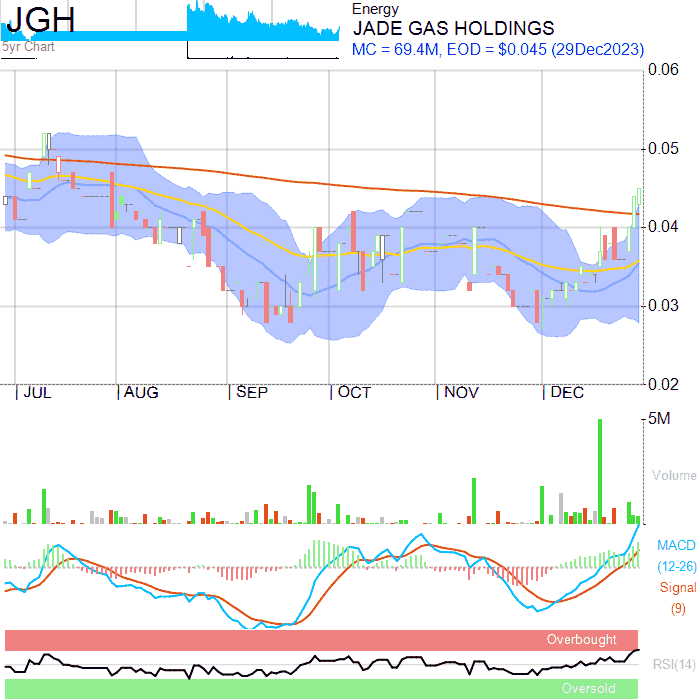 JGH
5yr Chart
Energy
JADE GAS HOLDINGS
MC = 69.4M, EOD = $0.045 (29Dec2023)
0.06
0.05
0.04
0.03
0.02
JUL AUG SEP OCT NOV DEC
5M
Volume
MACD
(12-26)
Signal
(9)
Overbought
RSI(14)
Oversold